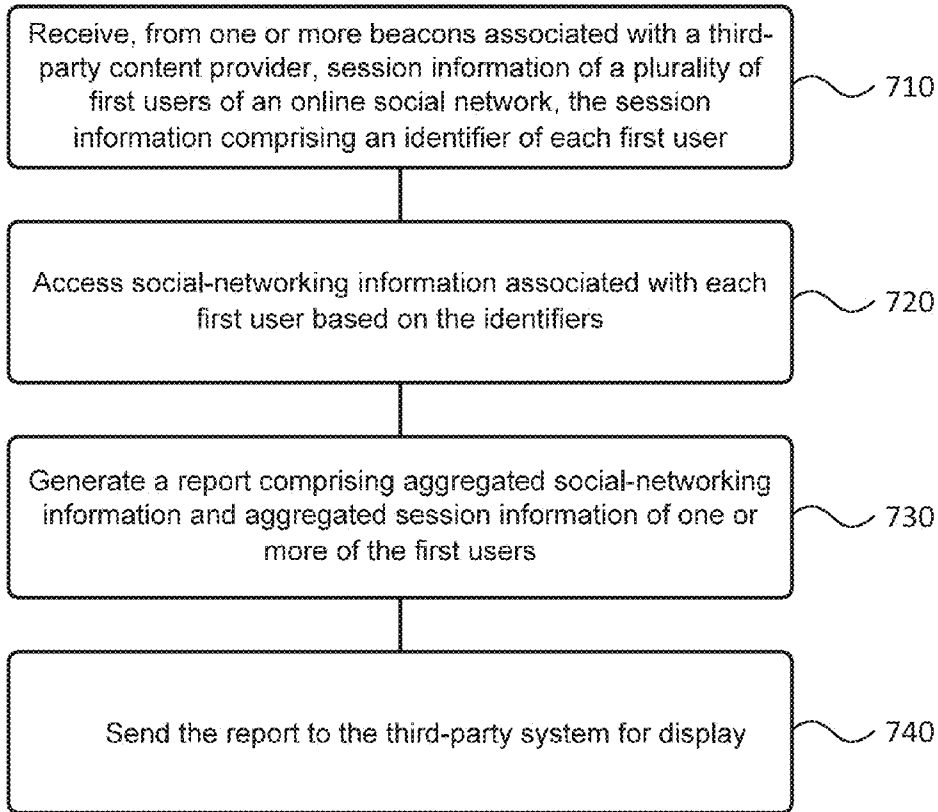 Receive, from one or more beacons associated with a third-
party content provider, session information of a plurality of
first users of an online social network, the session
information comprising an identifier of each first user
710
Access social-networking information associated with each
first user based on the identifiers
720
Generate a report comprising aggregated social-networking
information and aggregated session information of one or
more of the first users
730
Send the report to the third-party system for display
740